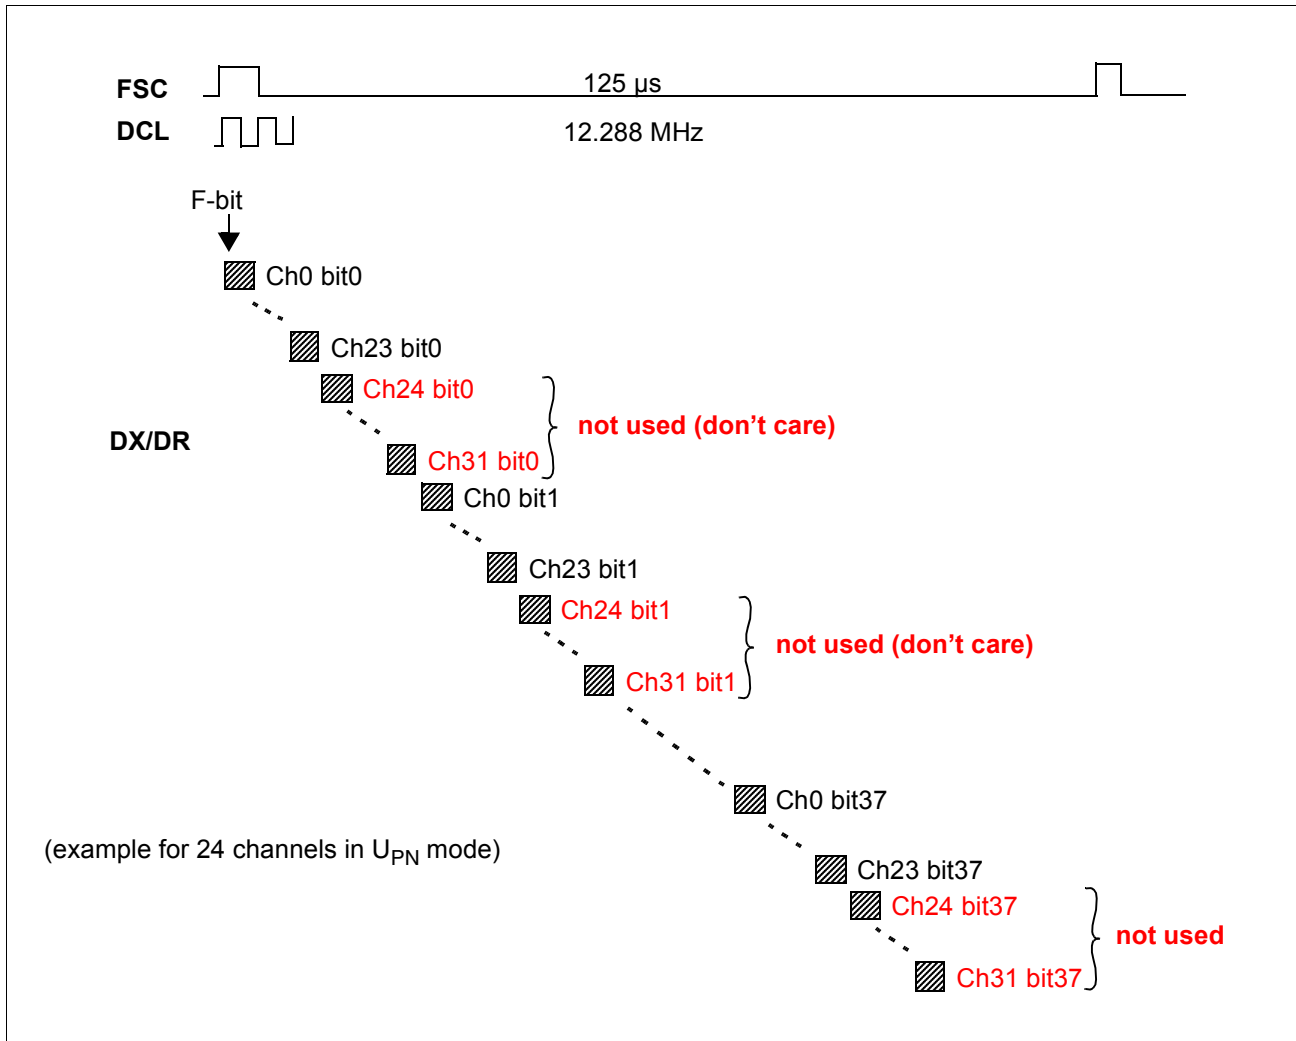 FSC
125 µs
DCL
12.288 MHz
F-bit
Ch0 bit0
Ch23 bit0
Ch24 bit0
not used (don't care)
DX/DR
Ch31 bit0
Ch0 bit1
Ch23 bit1
Ch24 bit1
not used (don't care)
Ch31 bit1
Ch0 bit37
(example for 24 channels in UPN mode)
Ch23 bit37
Ch24 bit37
not used
Ch31 bit37